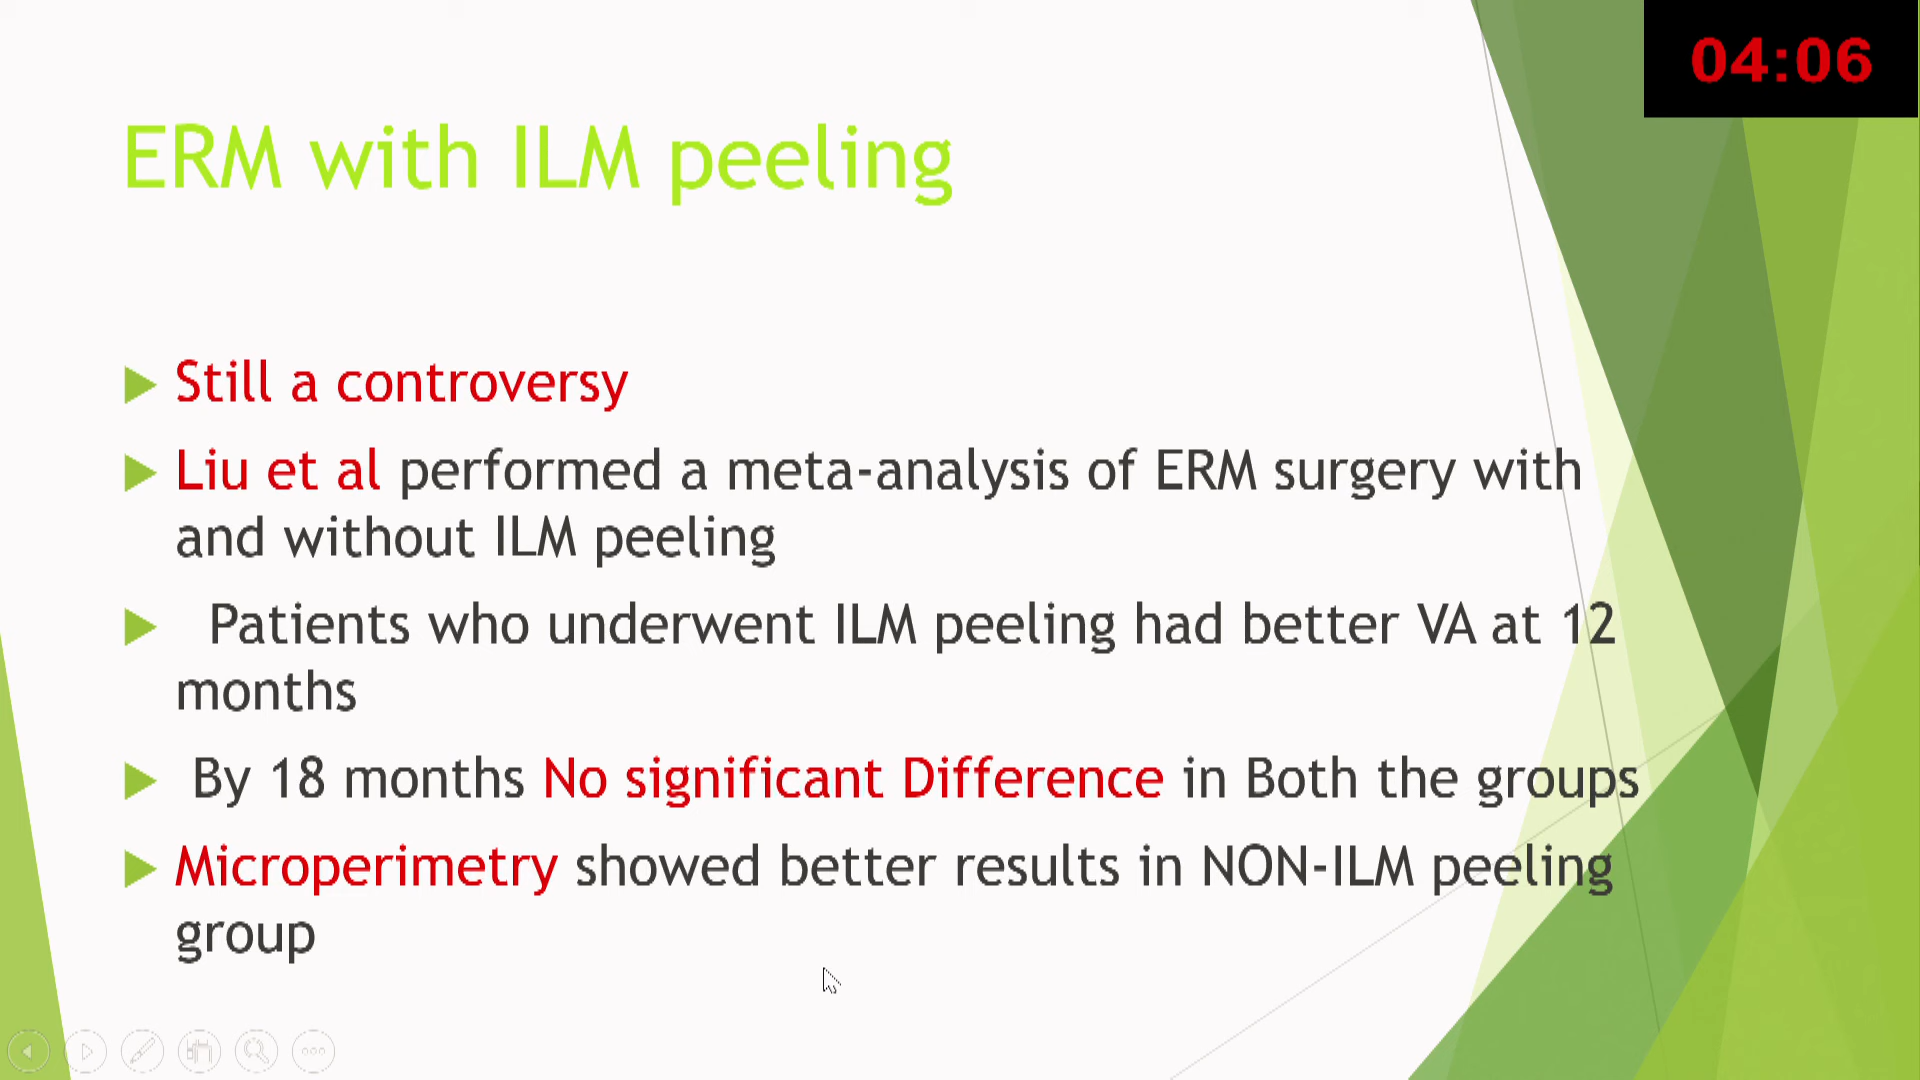 04:06
ERM with ILM peeling
Still a controversy
Liu et al performed a meta-analysis of ERM surgery with
and without ILM peeling
Patients who underwent ILM peeling had better VA at 12
months
By 18 months No significant Difference in Both the groups
Microperimetry showed better results in NON-ILM peeling
group